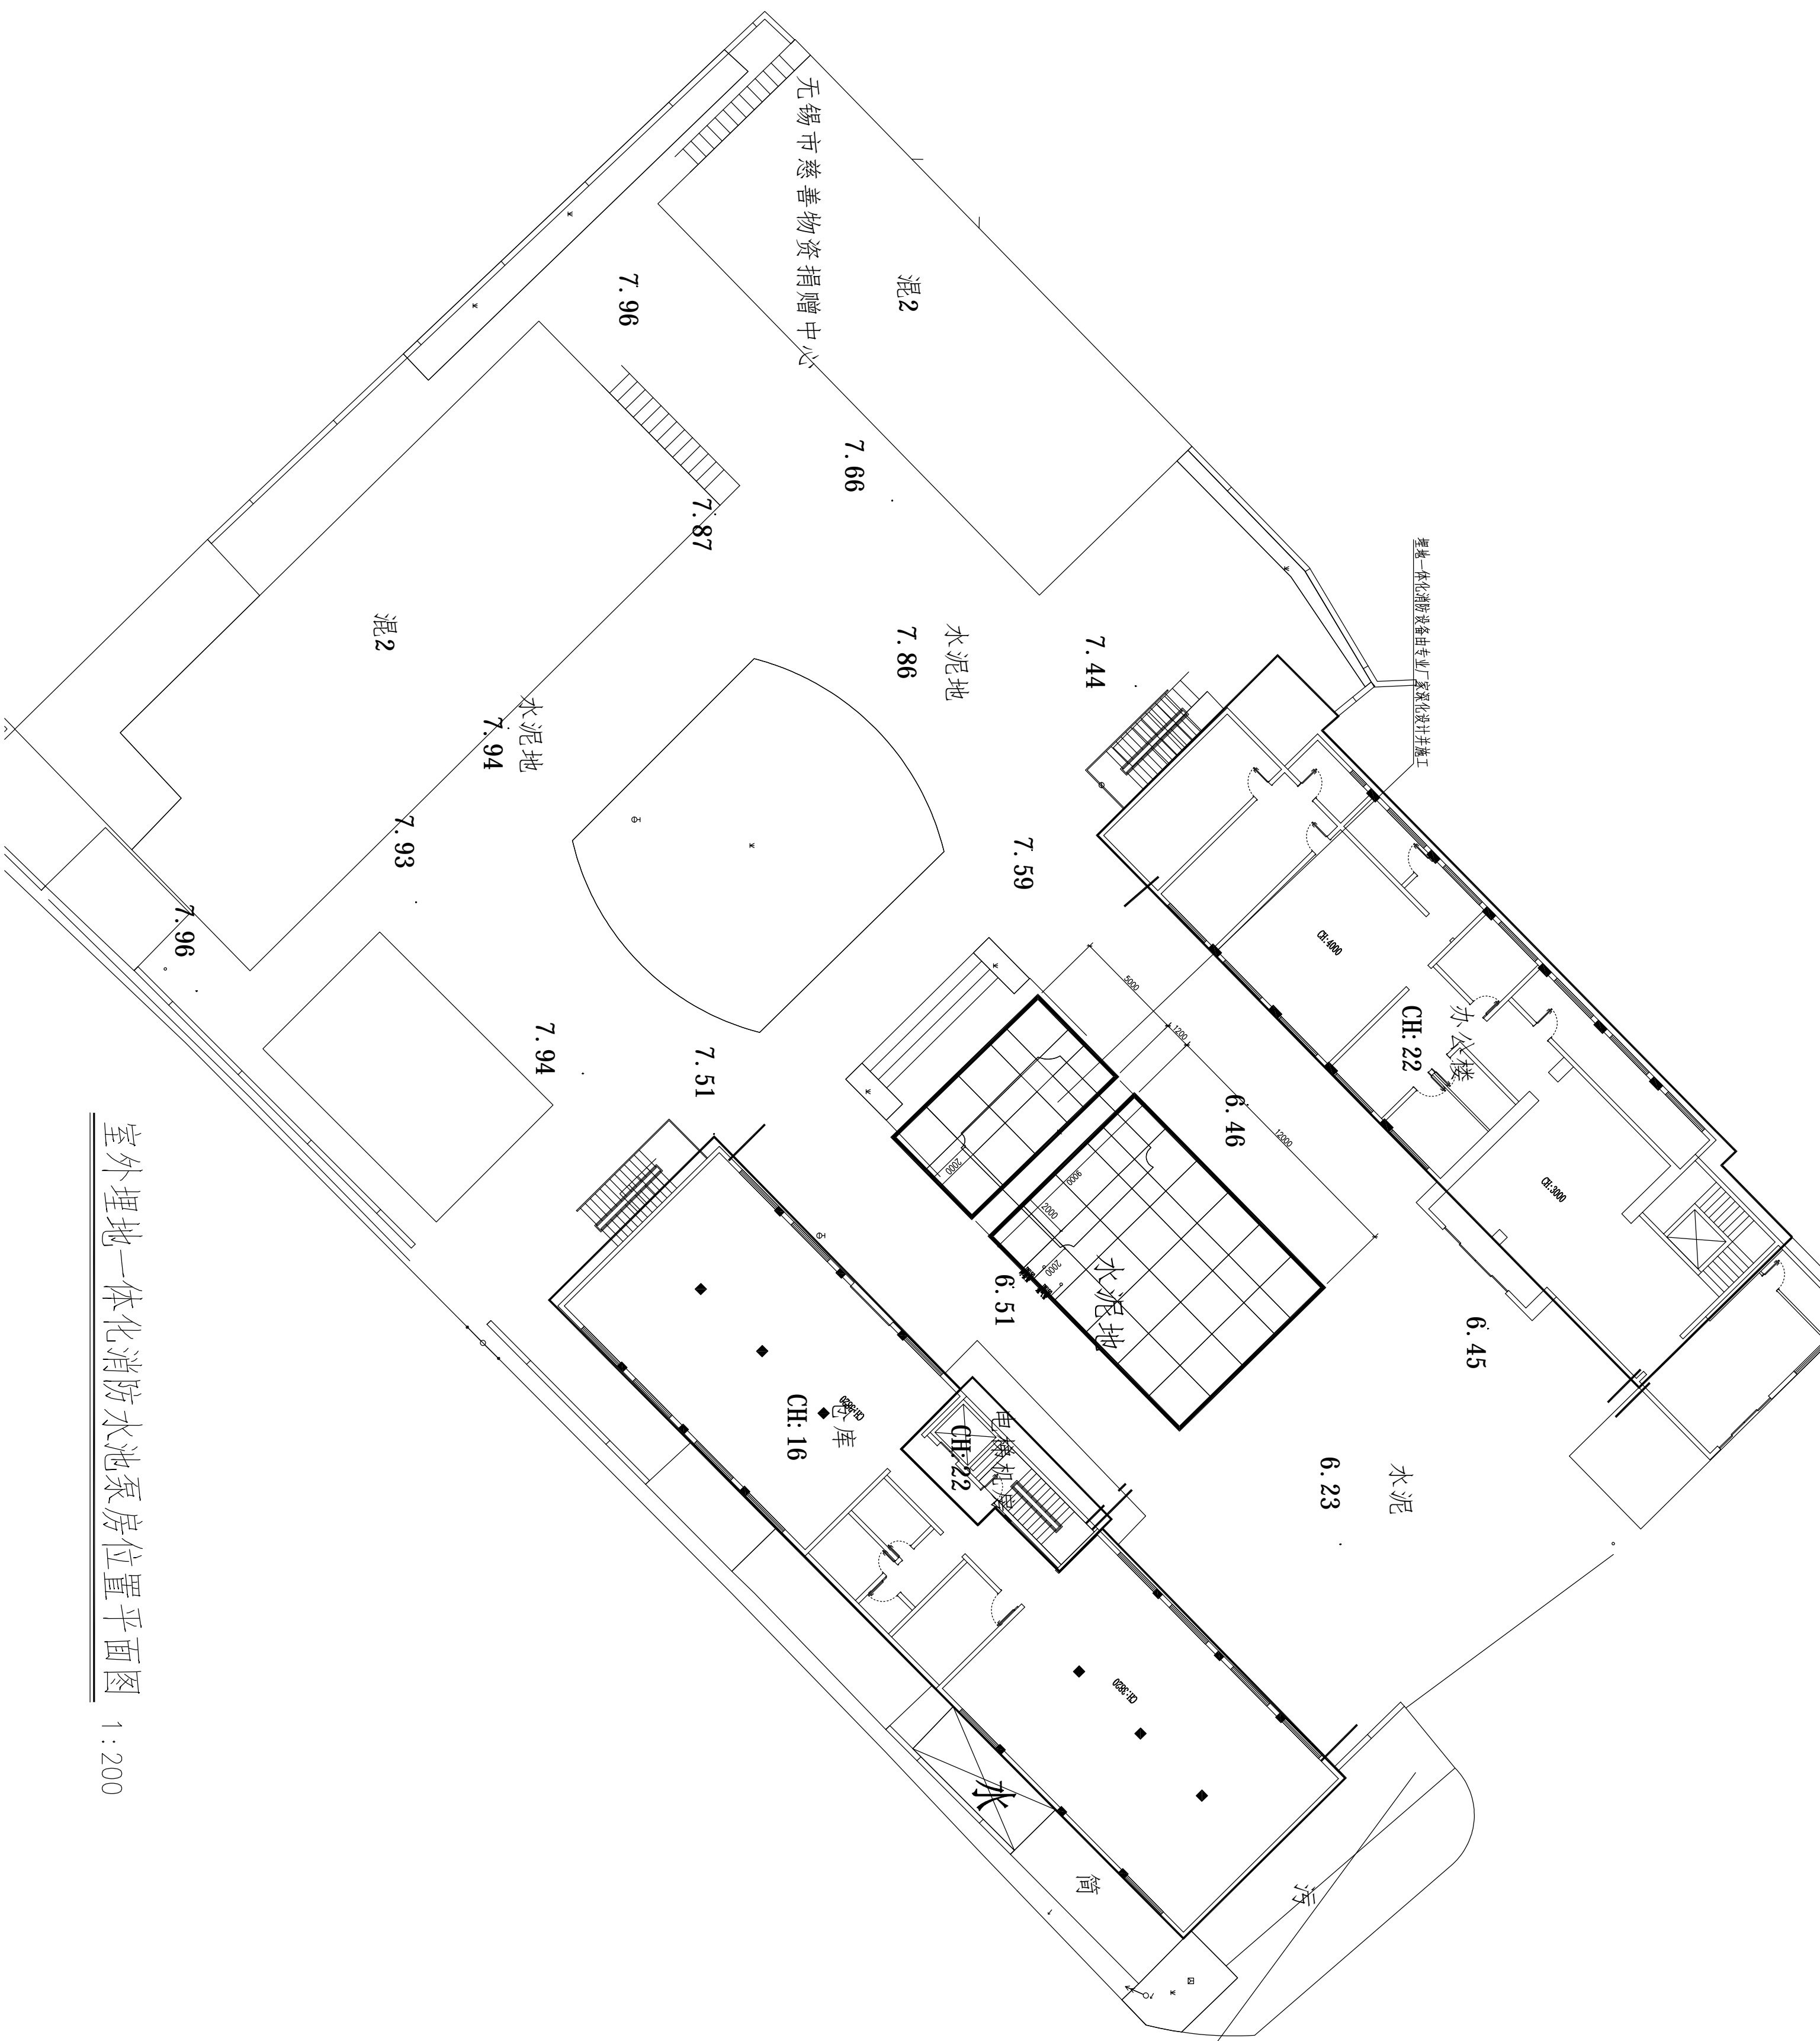 无锡市慈善物资捐赠中心
混2
7.96
7.66
7.87
埋地一体化消防设备由专业厂家深化设计并施工
混2
水泥地
7.86
水泥地
7.44
7.94
7.93
7.59
7.96
CH:4000
5000
1200
办公楼
CH:22
7.94
7.51
6.46
12000
2000
9000
2000
2000
CH:3000
水泥地
6.51
6.45
CH:3820
仓库
CH:16
电梯机房
CH:22
水泥
6.23
CH:3820
水
简
污
室外埋地一体化消防水池泵房位置平面图 1:200